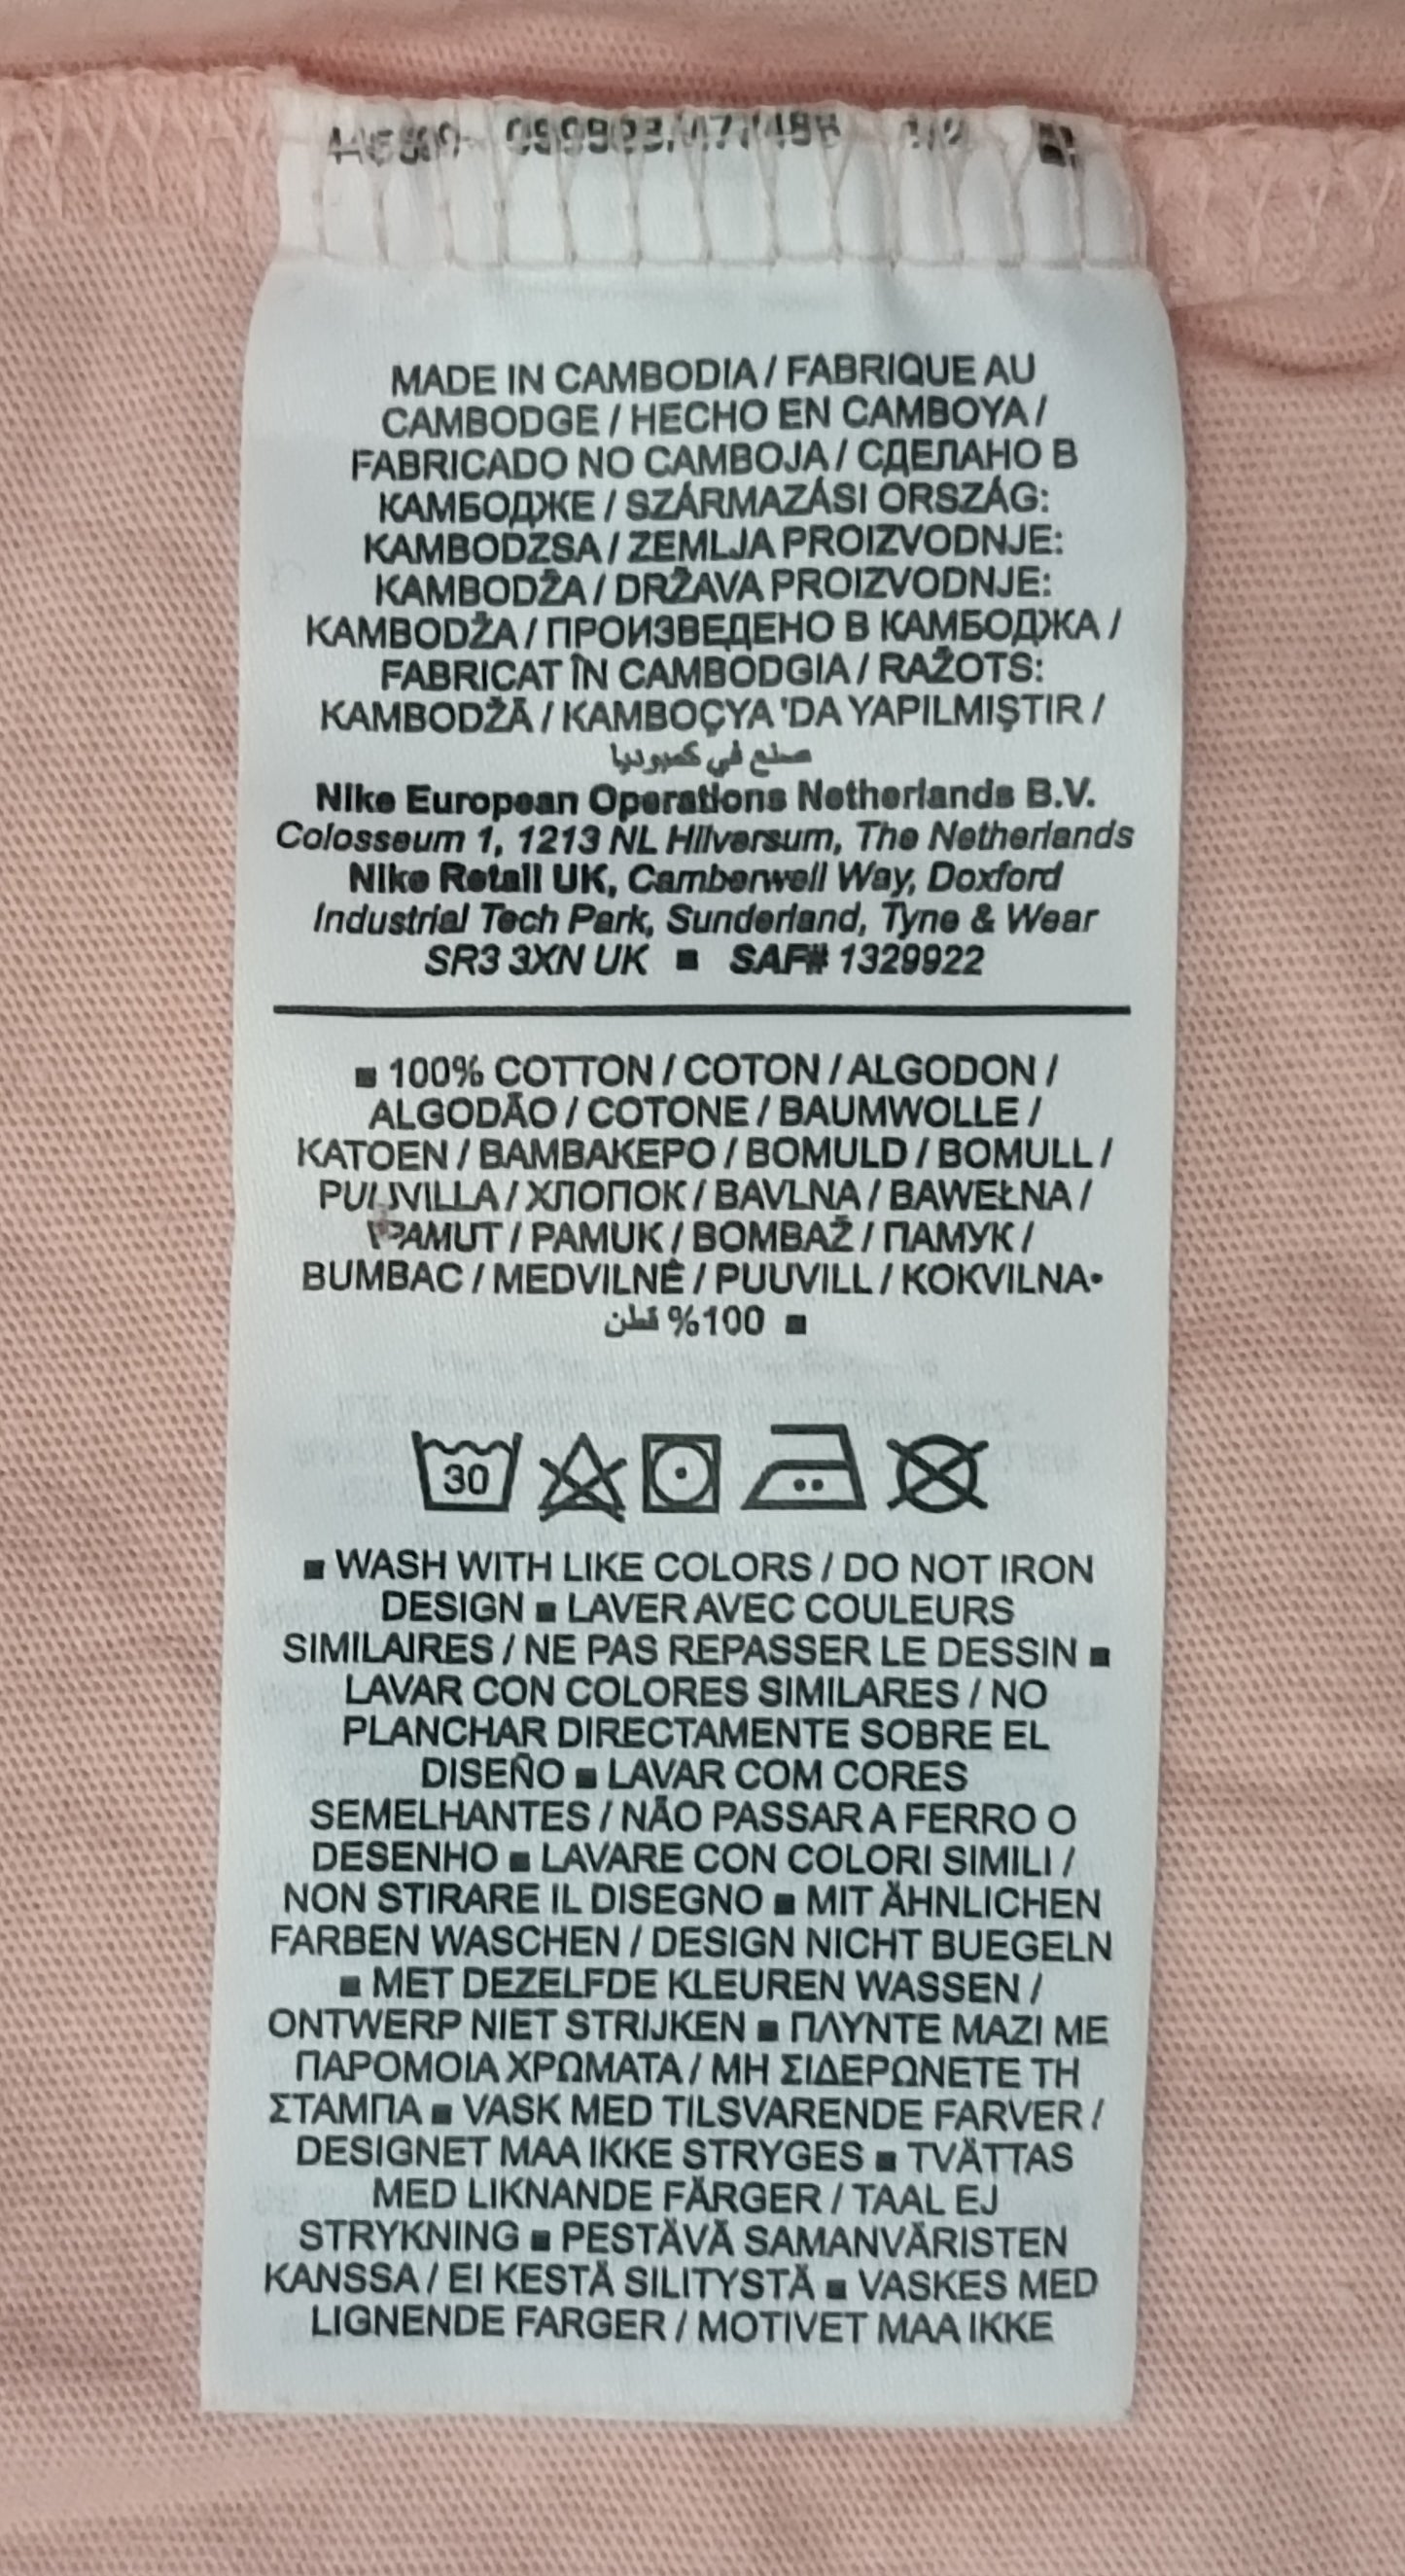 MADE IN CAMBODIA / FABRIQUE AU
CAMBODGE / HECHO EN CAMBOYA /
FABRICADO NO CAMBOJA / СДЕЛАНО В
КАМБОДЖЕ / SZÁRMAZÁSI ORSZÁG:
KAMBODZSA / ZEMLJA PROIZVODNJE:
KAMBODŽA / DRŽAVA PROIZVODNJE:
KAMBODŽA / ПРОИЗВЕДЕНО В КАМБОДЖА /
FABRICAT ÎN CAMBODGIA / RAŽOTS:
KAMBODŽĀ / KAMBOÇYA 'DA YAPILMIŞTIR /
صنع في كمبوديا
Nike European Operations Netherlands B.V.
Colosseum 1, 1213 NL Hilversum, The Netherlands
Nike Retail UK, Camberwell Way, Doxford
Industrial Tech Park, Sunderland, Tyne & Wear
SR3 3XN UK ■ SAF# 1329922
■ 100% COTTON / COTON / ALGODON /
ALGODÃO / COTONE / BAUMWOLLE /
KATOEN / ΒΑΜΒΑΚΕΡΟ / BOMULD / BOMULL /
PUUVILLA / ХЛОПОК / BAVLNA / BAWEŁNA /
PAMUT / PAMUK / BOMBAŽ / ПАМУК /
BUMBAC / MEDVILNĖ / PUUVILL / KOKVILNA•
■ 100% قطن
30
■ WASH WITH LIKE COLORS / DO NOT IRON
DESIGN ■ LAVER AVEC COULEURS
SIMILAIRES / NE PAS REPASSER LE DESSIN ■
LAVAR CON COLORES SIMILARES / NO
PLANCHAR DIRECTAMENTE SOBRE EL
DISEÑO ■ LAVAR COM CORES
SEMELHANTES / NÃO PASSAR A FERRO O
DESENHO ■ LAVARE CON COLORI SIMILI /
NON STIRARE IL DISEGNO ■ MIT ÄHNLICHEN
FARBEN WASCHEN / DESIGN NICHT BUEGELN
■ MET DEZELFDE KLEUREN WASSEN /
ONTWERP NIET STRIJKEN ■ ΠΛΥΝΤΕ ΜΑΖΙ ΜΕ
ΠΑΡΟΜΟΙΑ ΧΡΩΜΑΤΑ / ΜΗ ΣΙΔΕΡΩΝΕΤΕ ΤΗ
ΣΤΑΜΠΑ ■ VASK MED TILSVARENDE FARVER /
DESIGNET MAA IKKE STRYGES ■ TVÄTTAS
MED LIKNANDE FÄRGER / TAAL EJ
STRYKNING ■ PESTÄVÄ SAMANVÄRISTEN
KANSSA / EI KESTÄ SILITYSTÄ ■ VASKES MED
LIGNENDE FARGER / MOTIVET MAA IKKE